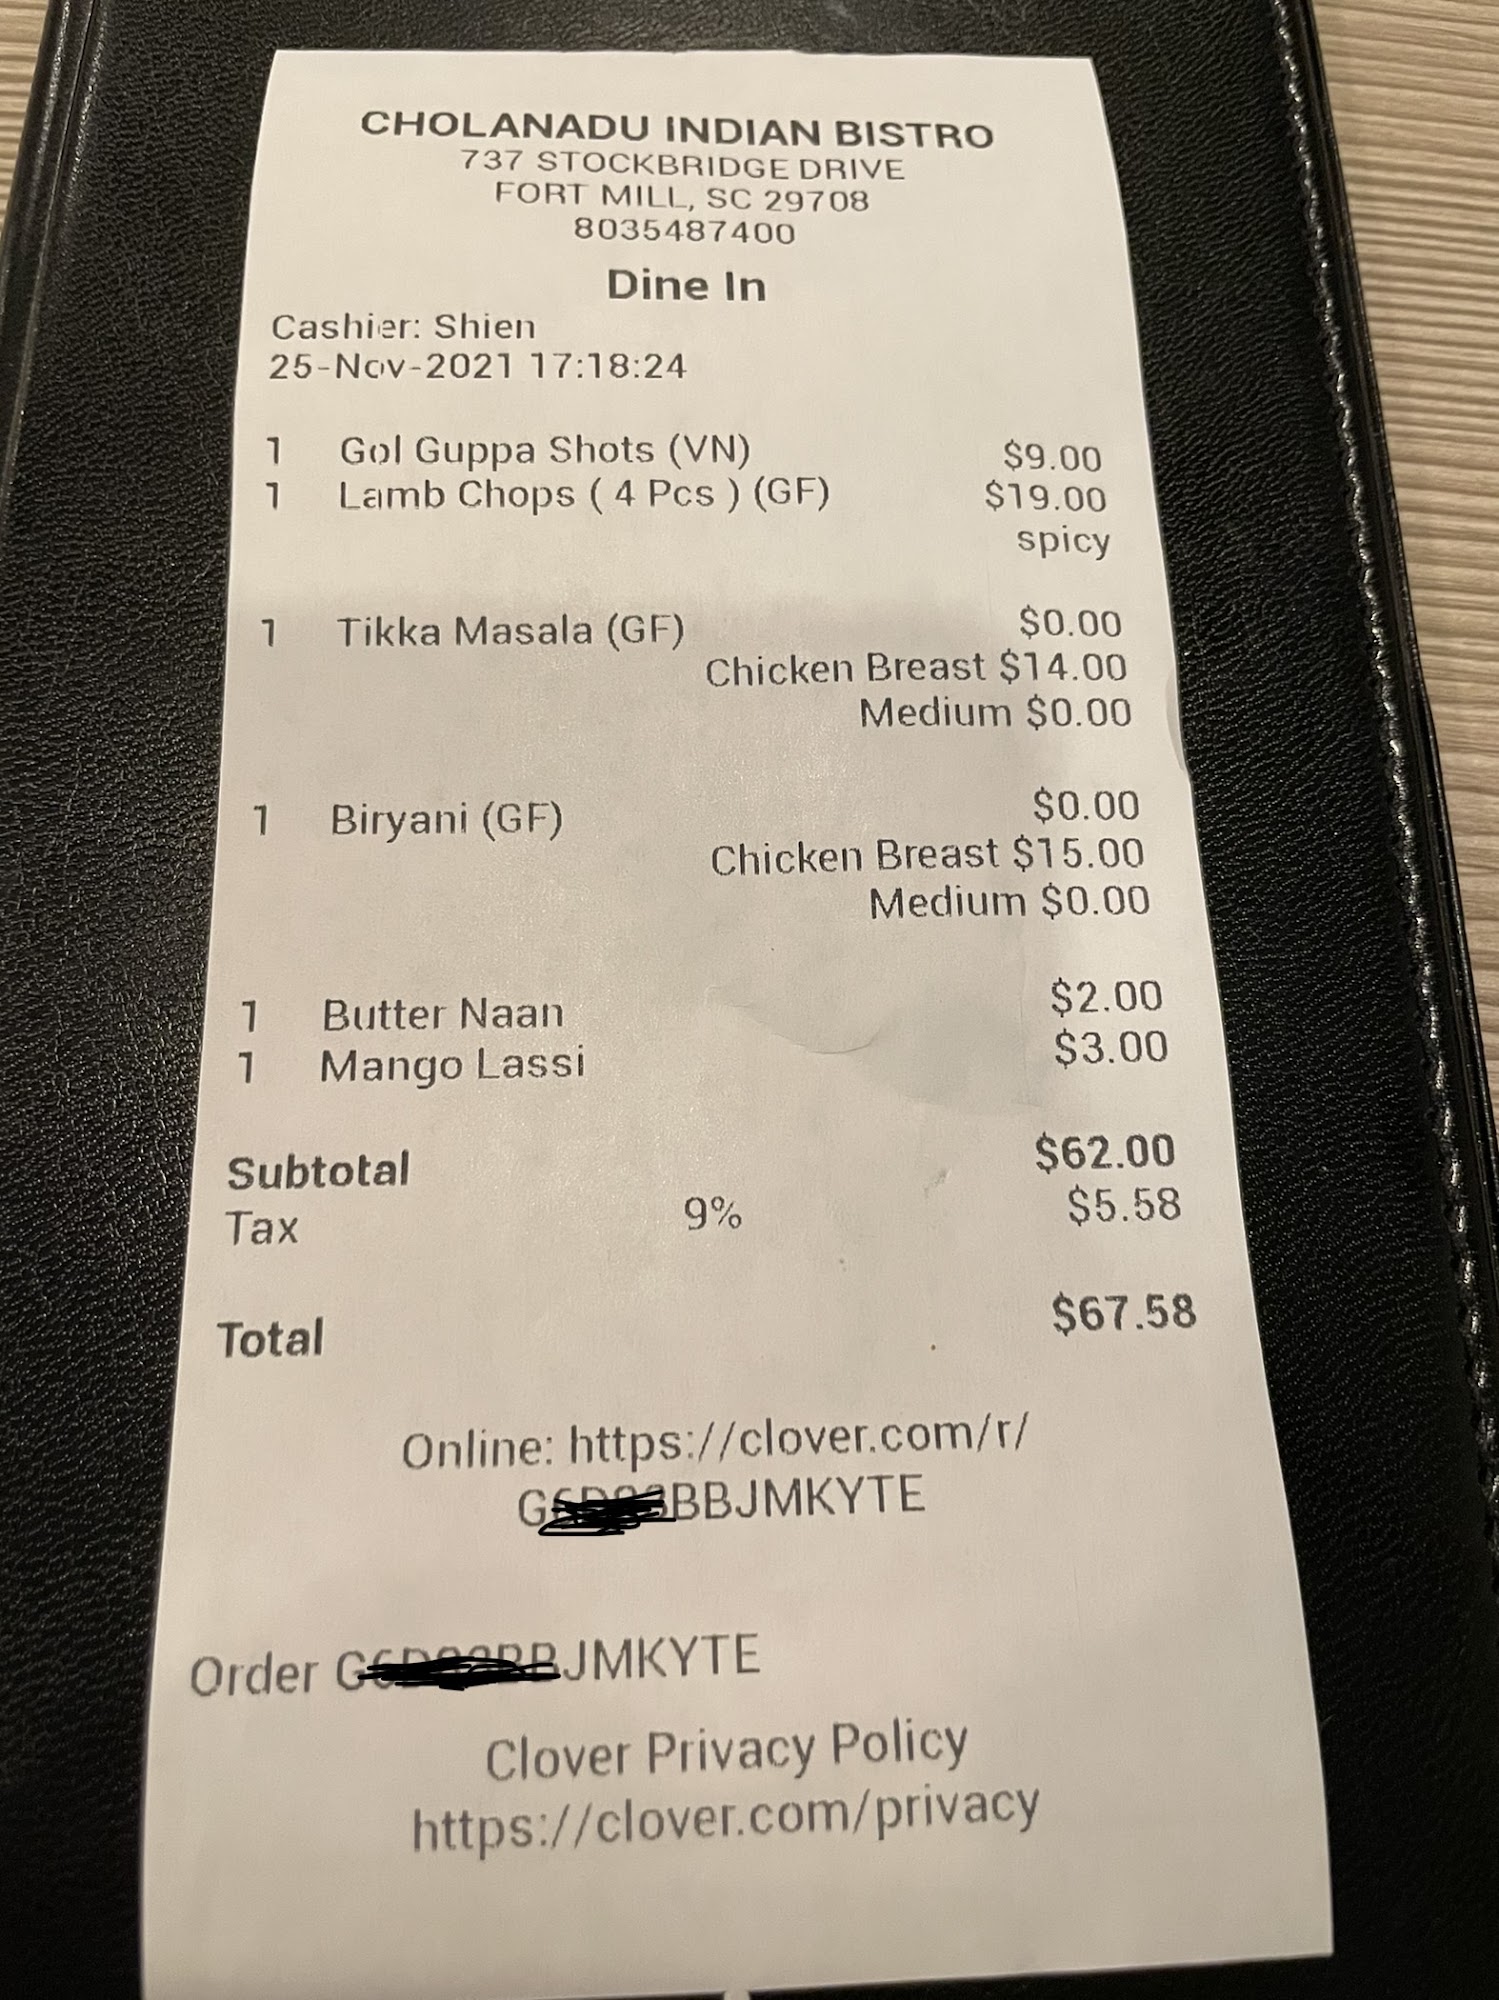 CHOLANADU INDIAN BISTRO
737 STOCKBRIDGE DRIVE
FORT MILL, SC 29708
8035487400
Dine In
Cashier: Shien
25-Nov-2021 17:18:24
1 Gol Guppa Shots (VN) $9.00
1 Lamb Chops ( 4 Pcs ) (GF) $19.00
spicy
1 Tikka Masala (GF) $0.00
Chicken Breast $14.00
Medium $0.00
1 Biryani (GF) $0.00
Chicken Breast $15.00
Medium $0.00
1 Butter Naan $2.00
1 Mango Lassi $3.00
Subtotal $62.00
Tax 9% $5.58
Total $67.58
Online: https://clover.com/r/
BBJMKYTE
Order JMKYTE
Clover Privacy Policy
https://clover.com/privacy